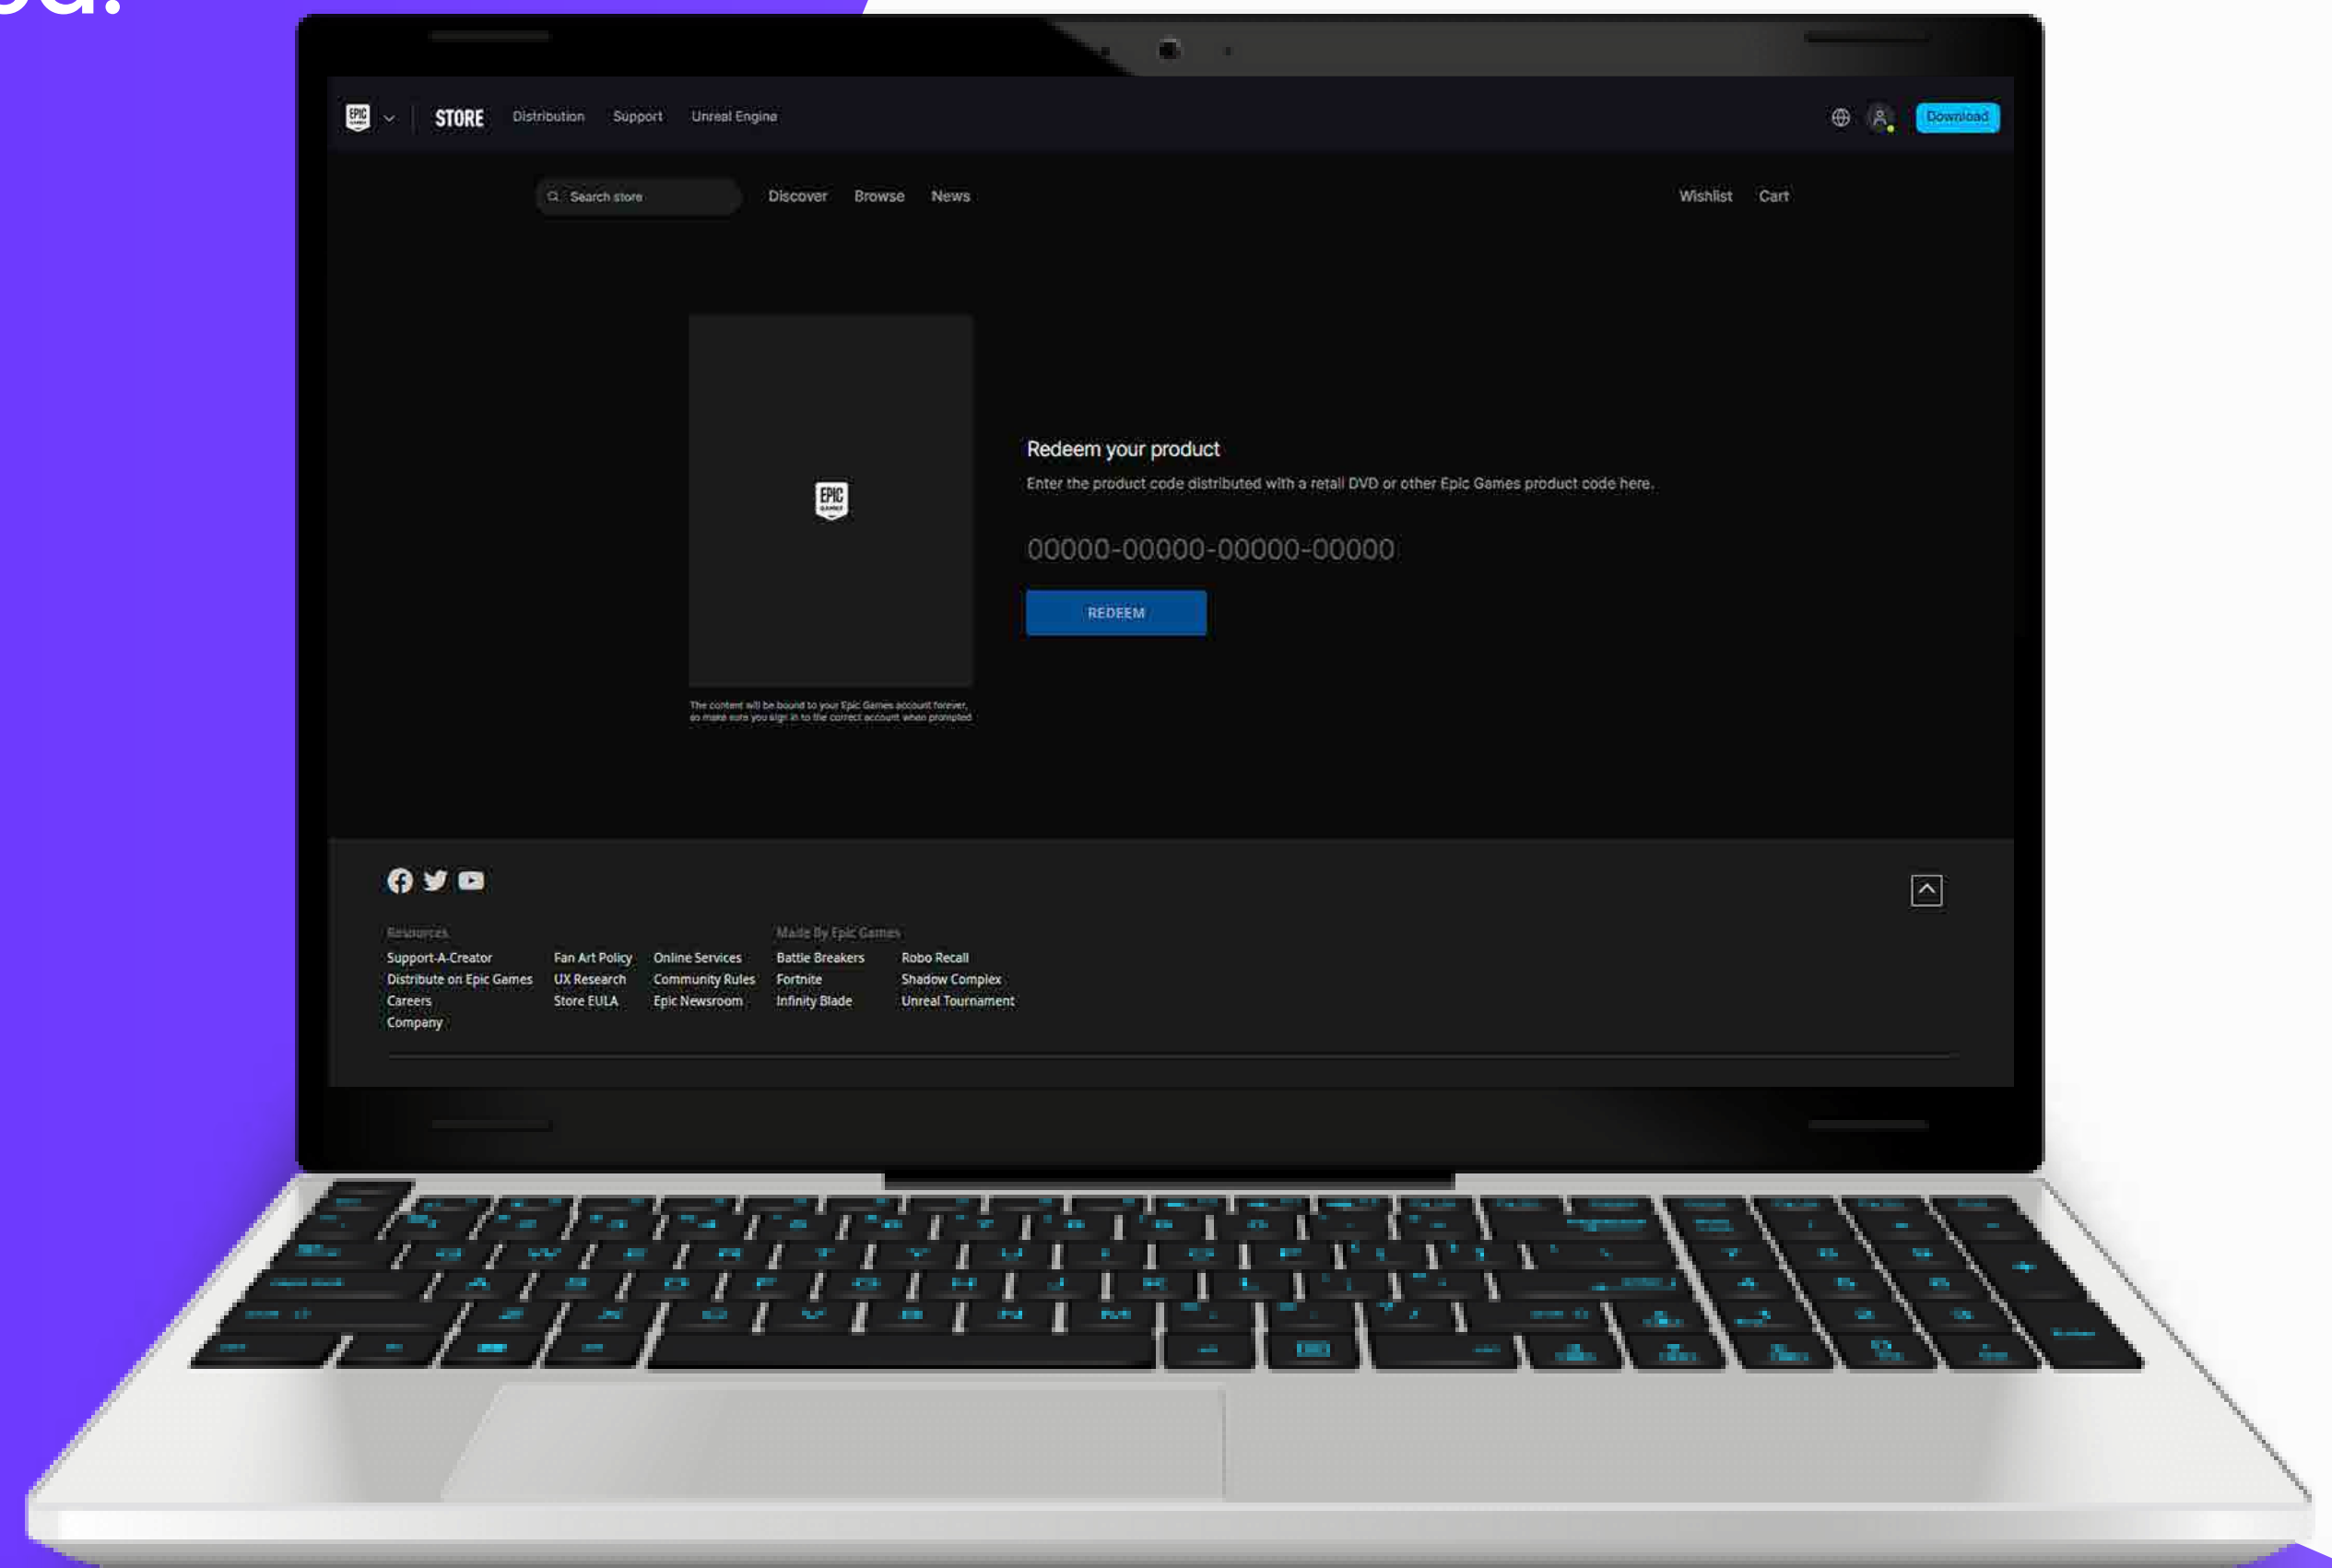 EPIC GAMES
STORE Distribution Support Unreal Engine Download
Search store Discover Browse News Wishlist Cart
Redeem your product
Enter the product code distributed with a retail DVD or other Epic Games product code here.
EPIC GAMES
00000-00000-00000-00000
REDEEM
The content will be bound to your Epic Games account forever,
so make sure you sign in to the correct account when prompted
Resources Made By Epic Games
Support-A-Creator Fan Art Policy Online Services Battle Breakers Robo Recall
Distribute on Epic Games UX Research Community Rules Fortnite Shadow Complex
Careers Store EULA Epic Newsroom Infinity Blade Unreal Tournament
Company